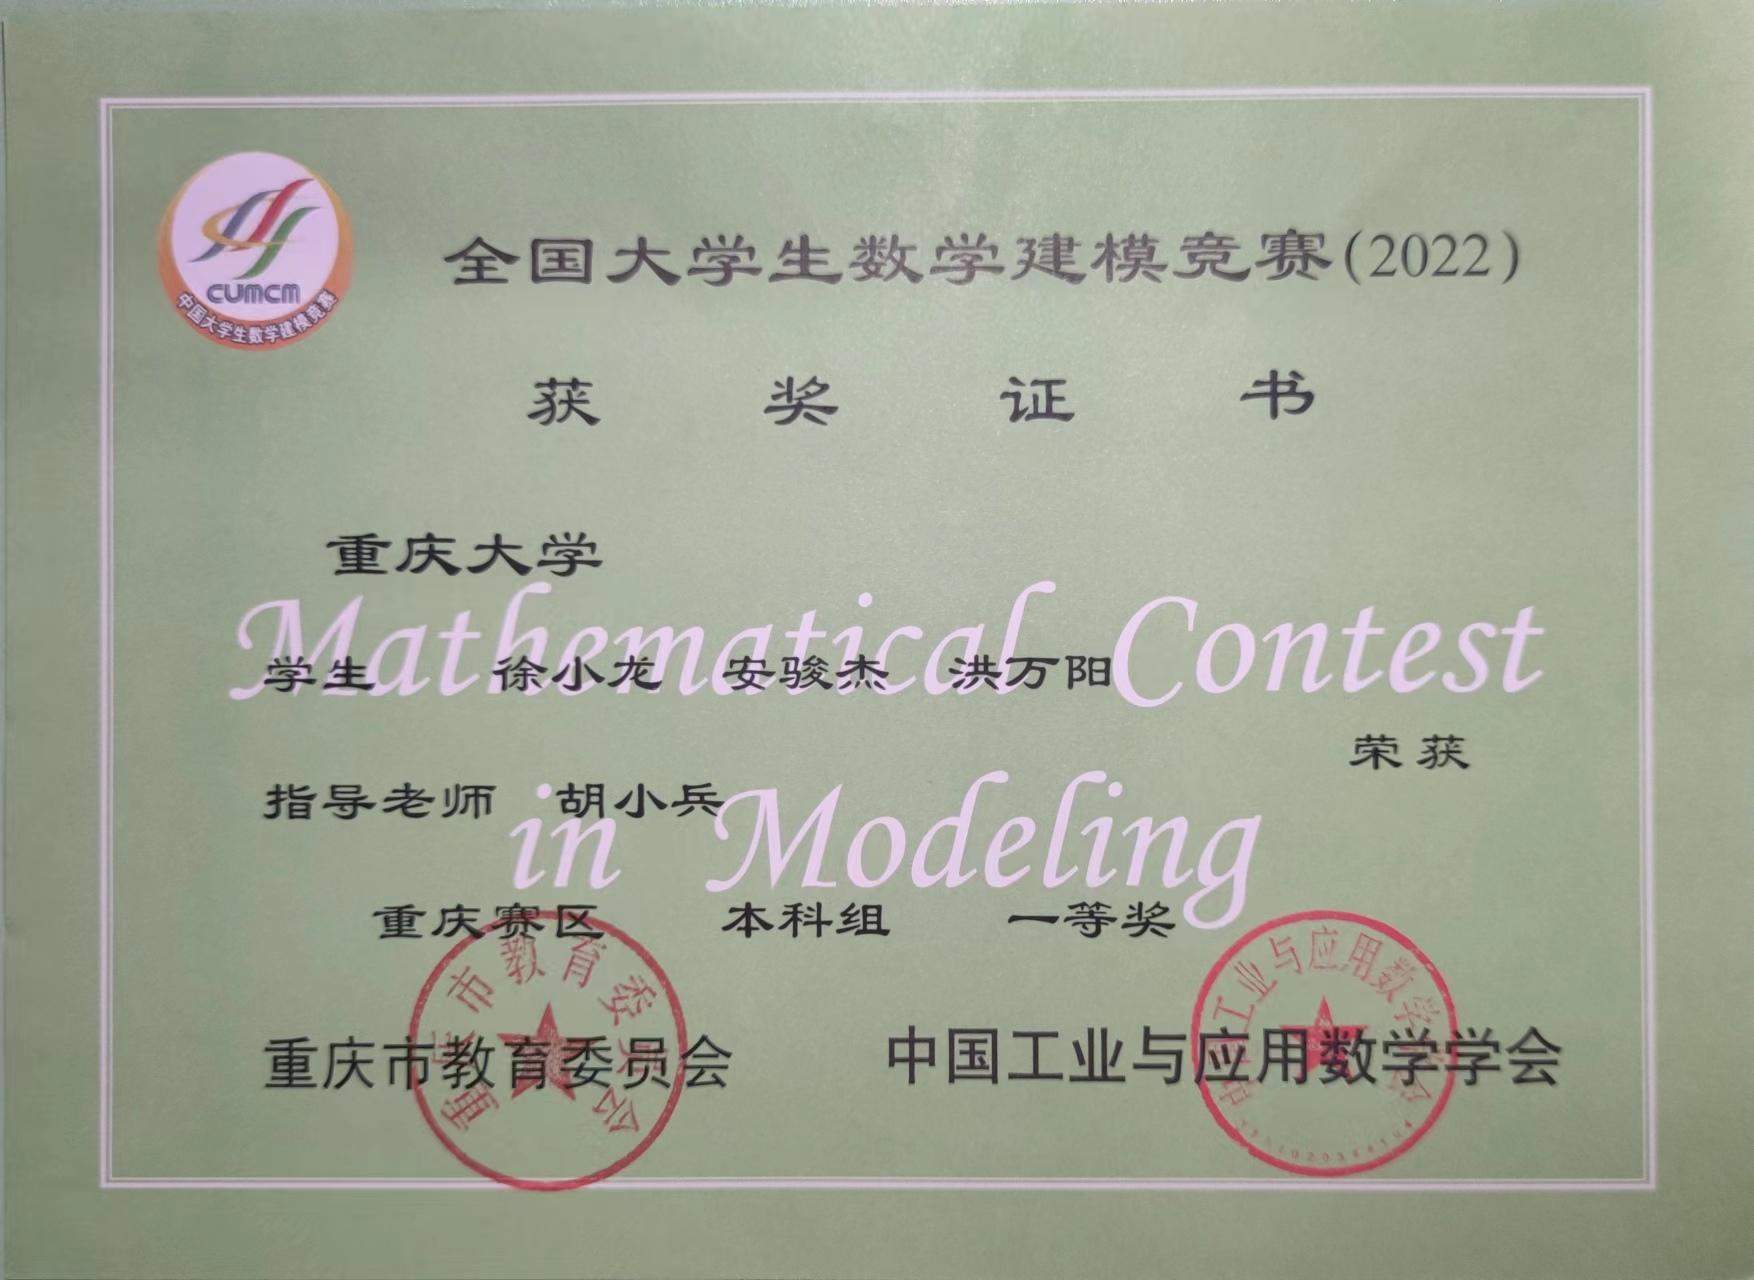 CUMCM
中国大学生数学建模竞赛
全国大学生数学建模竞赛(2022)
获奖证书
重庆大学
Mathematical Contest
学生 徐小龙 安骏杰 洪万阳
荣获
指导老师 胡小兵
in Modeling
重庆赛区 本科组 一等奖
重庆市教育委员会
中国工业与应用数学学会
重庆市教育委员会
中国工业与应用数学学会